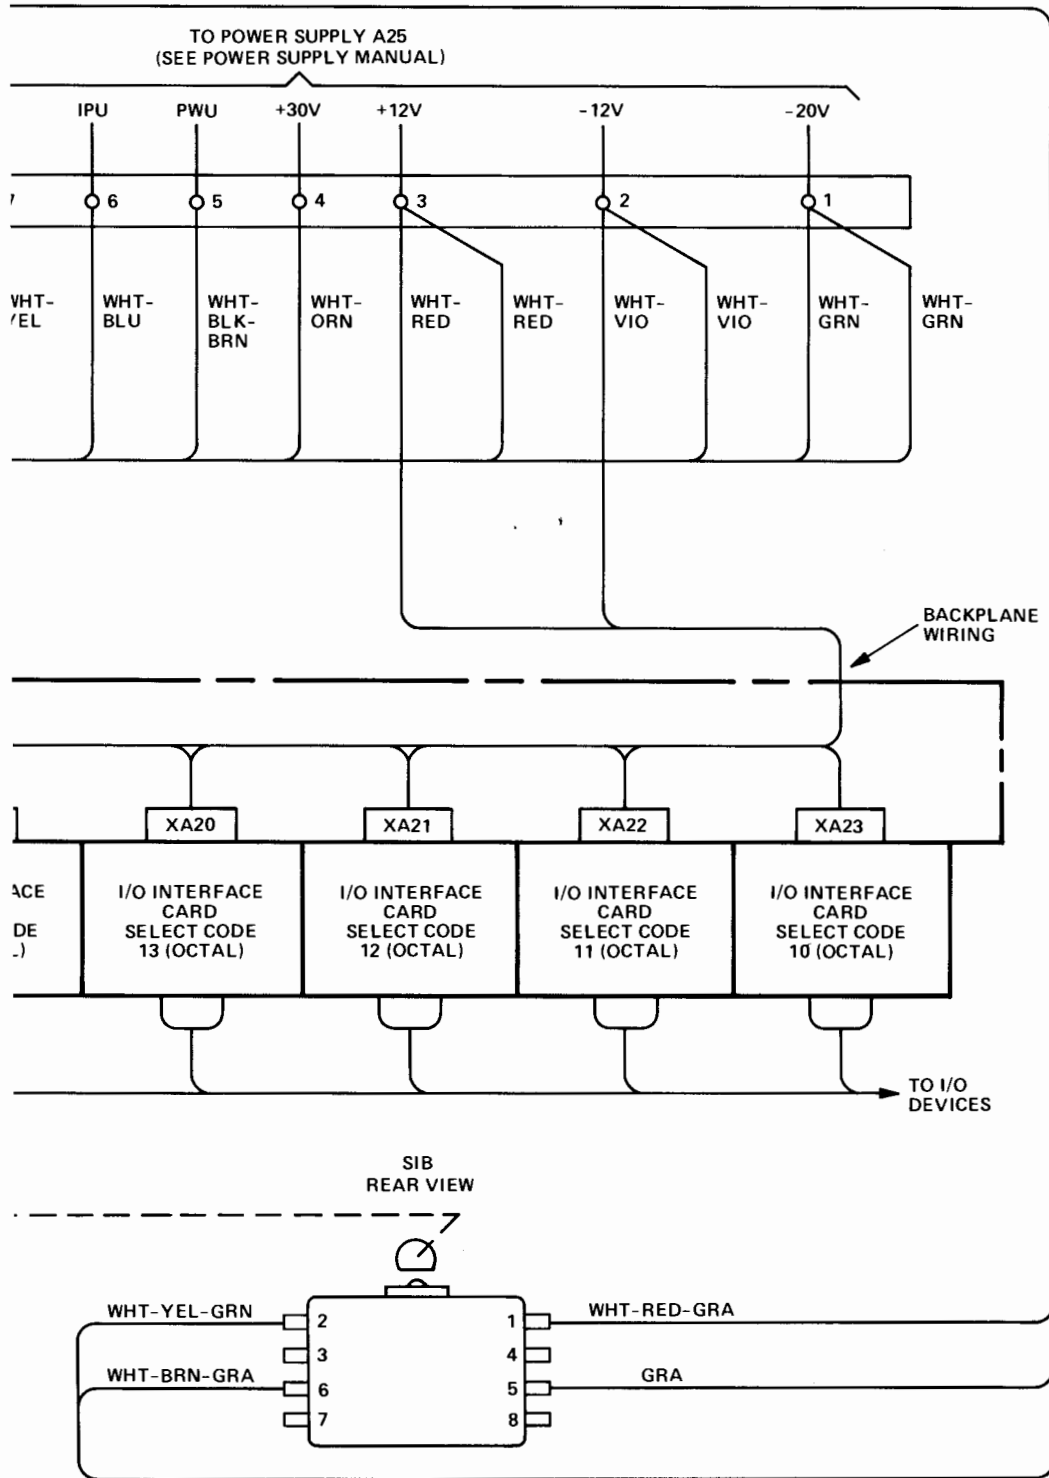 TO POWER SUPPLY A25
(SEE POWER SUPPLY MANUAL)
IPU PWU +30V +12V -12V -20V
6 5 4 3 2 1
WHT- WHT- WHT- WHT- WHT- WHT- WHT- WHT- WHT-
BLU BLK- ORN RED RED VIO VIO GRN GRN
BRN
BACKPLANE
WIRING
XA20 XA21 XA22 XA23
I/O INTERFACE
CARD
SELECT CODE
13 (OCTAL)
I/O INTERFACE
CARD
SELECT CODE
12 (OCTAL)
I/O INTERFACE
CARD
SELECT CODE
11 (OCTAL)
I/O INTERFACE
CARD
SELECT CODE
10 (OCTAL)
TO I/O
DEVICES
SIB
REAR VIEW
WHT-YEL-GRN 2 1 WHT-RED-GRA
3 4
WHT-BRN-GRA 6 5 GRA
7 8